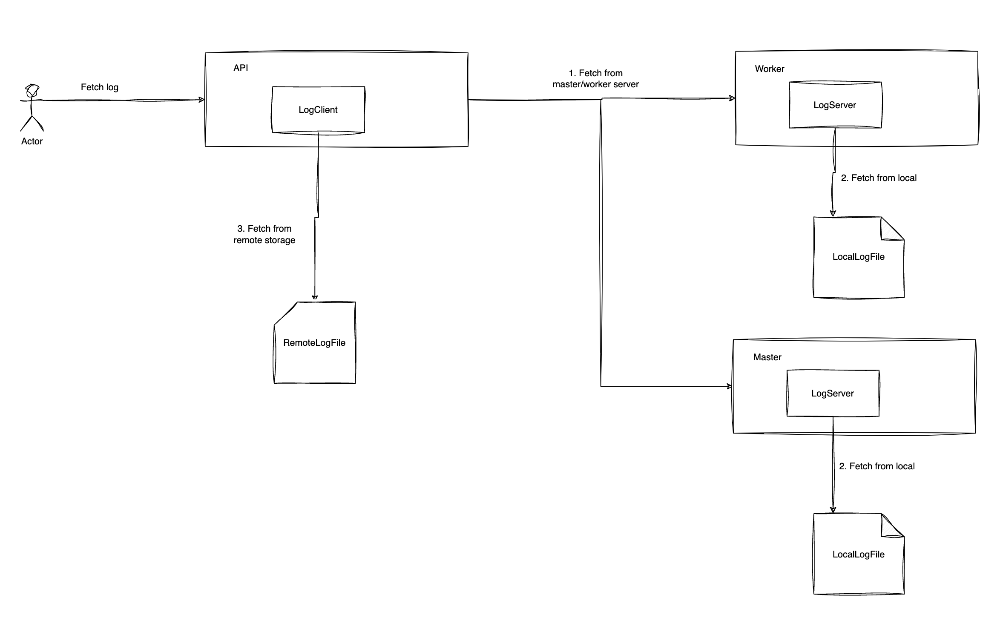 API
Worker
1. Fetch from
master/worker server
Fetch log
LogClient
LogServer
Actor
2. Fetch from local
3. Fetch from
remote storage
LocalLogFile
RemoteLogFile
Master
LogServer
2. Fetch from local
LocalLogFile